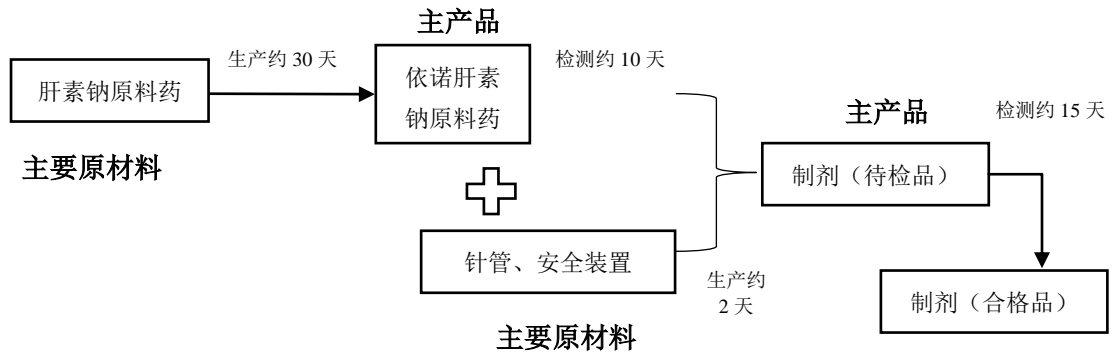 主产品
生产约 30 天
检测约 10 天
肝素钠原料药
依诺肝素
钠原料药
主要原材料
主产品
检测约 15 天
制剂（待检品）
针管、安全装置
生产约
2 天
制剂（合格品）
主要原材料